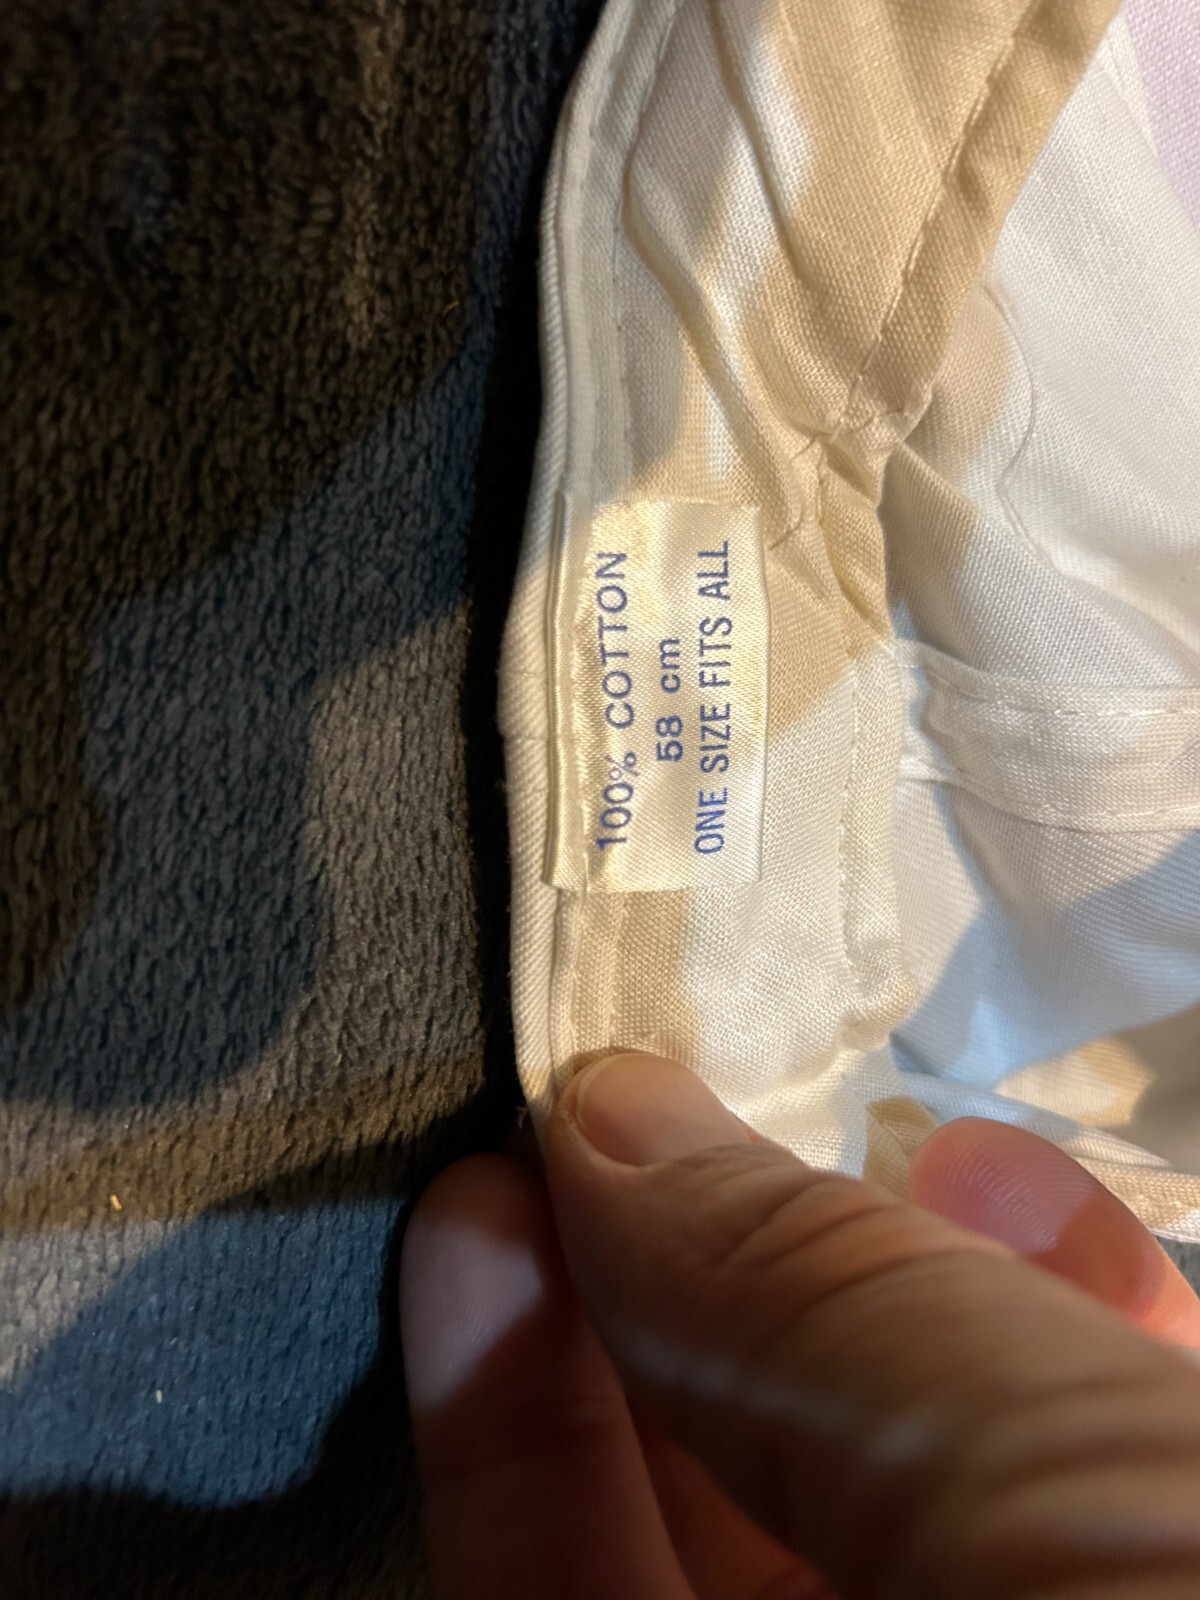 100% COTTON
58 cm
ONE SIZE FITS ALL